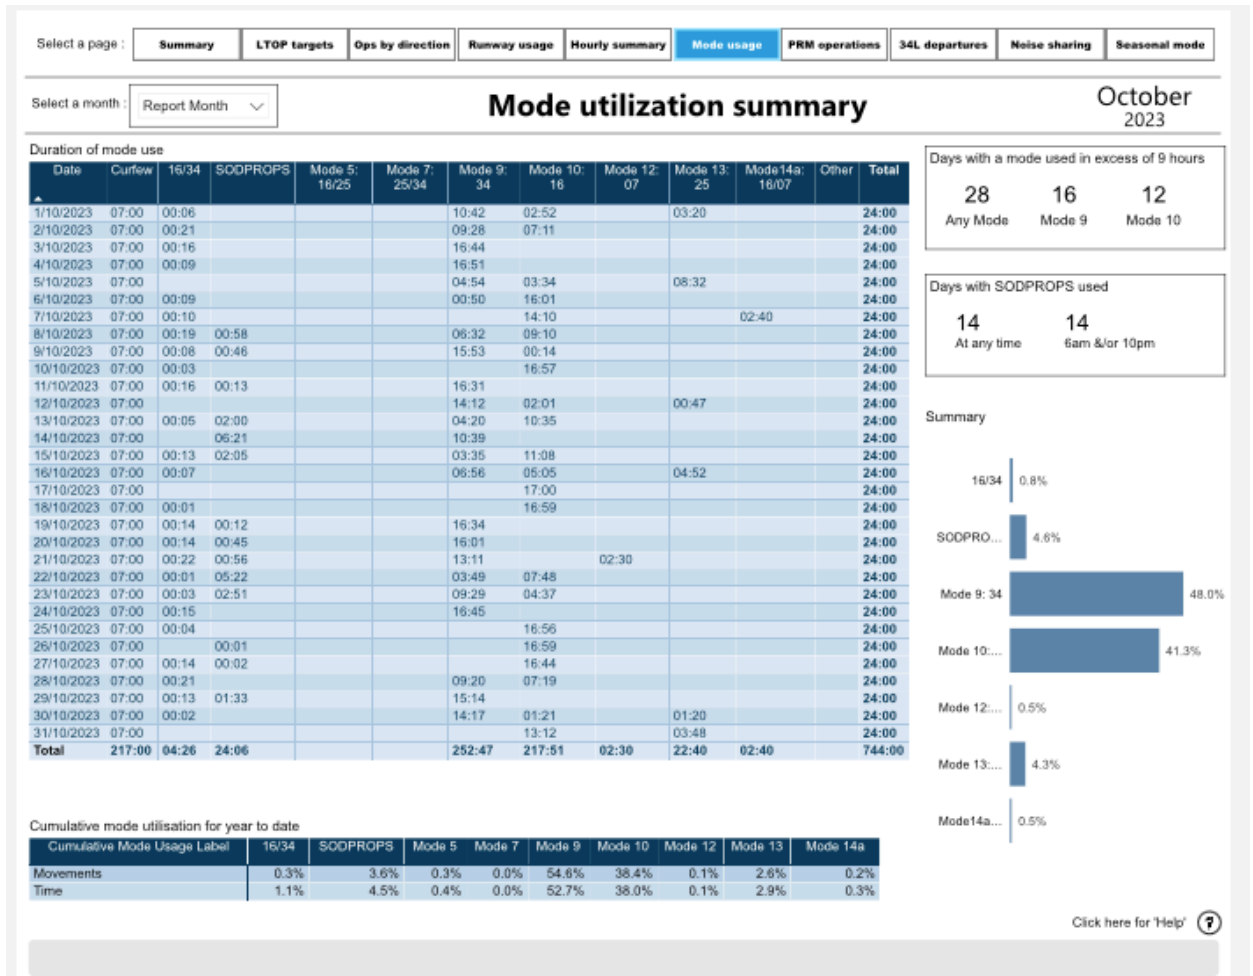 Select a page : Summary LTOP targets Ops by direction Runway usage Hourly summary Mode usage PRM operations 34L departures Noise sharing Seasonal mode
Select a month : Report Month Mode utilization summary October
2023
Duration of mode use
Date Curfew 16/34 SODPROPS Mode 5: 16/25 Mode 7: 25/34 Mode 9: 34 Mode 10: 16 Mode 12: 07 Mode 13: 25 Mode14a: 16/07 Other Total
1/10/2023 07:00 00:06 10:42 02:52 03:20 24:00
2/10/2023 07:00 00:21 09:28 07:11 24:00
3/10/2023 07:00 00:16 16:44 24:00
4/10/2023 07:00 00:09 16:51 24:00
5/10/2023 07:00 04:54 03:34 08:32 24:00
6/10/2023 07:00 00:09 00:50 16:01 24:00
7/10/2023 07:00 00:10 14:10 02:40 24:00
8/10/2023 07:00 00:19 00:58 06:32 09:10 24:00
9/10/2023 07:00 00:08 00:46 15:53 00:14 24:00
10/10/2023 07:00 00:03 16:57 24:00
11/10/2023 07:00 00:16 00:13 16:31 24:00
12/10/2023 07:00 14:12 02:01 00:47 24:00
13/10/2023 07:00 00:05 02:00 04:20 10:35 24:00
14/10/2023 07:00 06:21 10:39 24:00
15/10/2023 07:00 00:13 02:05 03:35 11:08 24:00
16/10/2023 07:00 00:07 06:56 05:05 04:52 24:00
17/10/2023 07:00 17:00 24:00
18/10/2023 07:00 00:01 16:59 24:00
19/10/2023 07:00 00:14 00:12 16:34 24:00
20/10/2023 07:00 00:14 00:45 16:01 24:00
21/10/2023 07:00 00:22 00:56 13:11 02:30 24:00
22/10/2023 07:00 00:01 05:22 03:49 07:48 24:00
23/10/2023 07:00 00:03 02:51 09:29 04:37 24:00
24/10/2023 07:00 00:15 16:45 24:00
25/10/2023 07:00 00:04 16:56 24:00
26/10/2023 07:00 00:01 16:59 24:00
27/10/2023 07:00 00:14 00:02 16:44 24:00
28/10/2023 07:00 00:21 09:20 07:19 24:00
29/10/2023 07:00 00:13 01:33 15:14 24:00
30/10/2023 07:00 00:02 14:17 01:21 01:20 24:00
31/10/2023 07:00 13:12 03:48 24:00
Total 217:00 04:26 24:06 252:47 217:51 02:30 22:40 02:40 744:00
Days with a mode used in excess of 9 hours
28 16 12
Any Mode Mode 9 Mode 10
Days with SODPROPS used
14 14
At any time 6am &/or 10pm
Summary
16/34 0.8%
SODPRO... 4.6%
Mode 9: 34 48.0%
Mode 10:... 41.3%
Mode 12:... 0.5%
Mode 13:... 4.3%
Mode14a... 0.5%
Cumulative mode utilisation for year to date
Cumulative Mode Usage Label 16/34 SODPROPS Mode 5 Mode 7 Mode 9 Mode 10 Mode 12 Mode 13 Mode 14a
Movements 0.3% 3.6% 0.3% 0.0% 54.6% 38.4% 0.1% 2.6% 0.2%
Time 1.1% 4.5% 0.4% 0.0% 52.7% 38.0% 0.1% 2.9% 0.3%
Click here for 'Help' ?